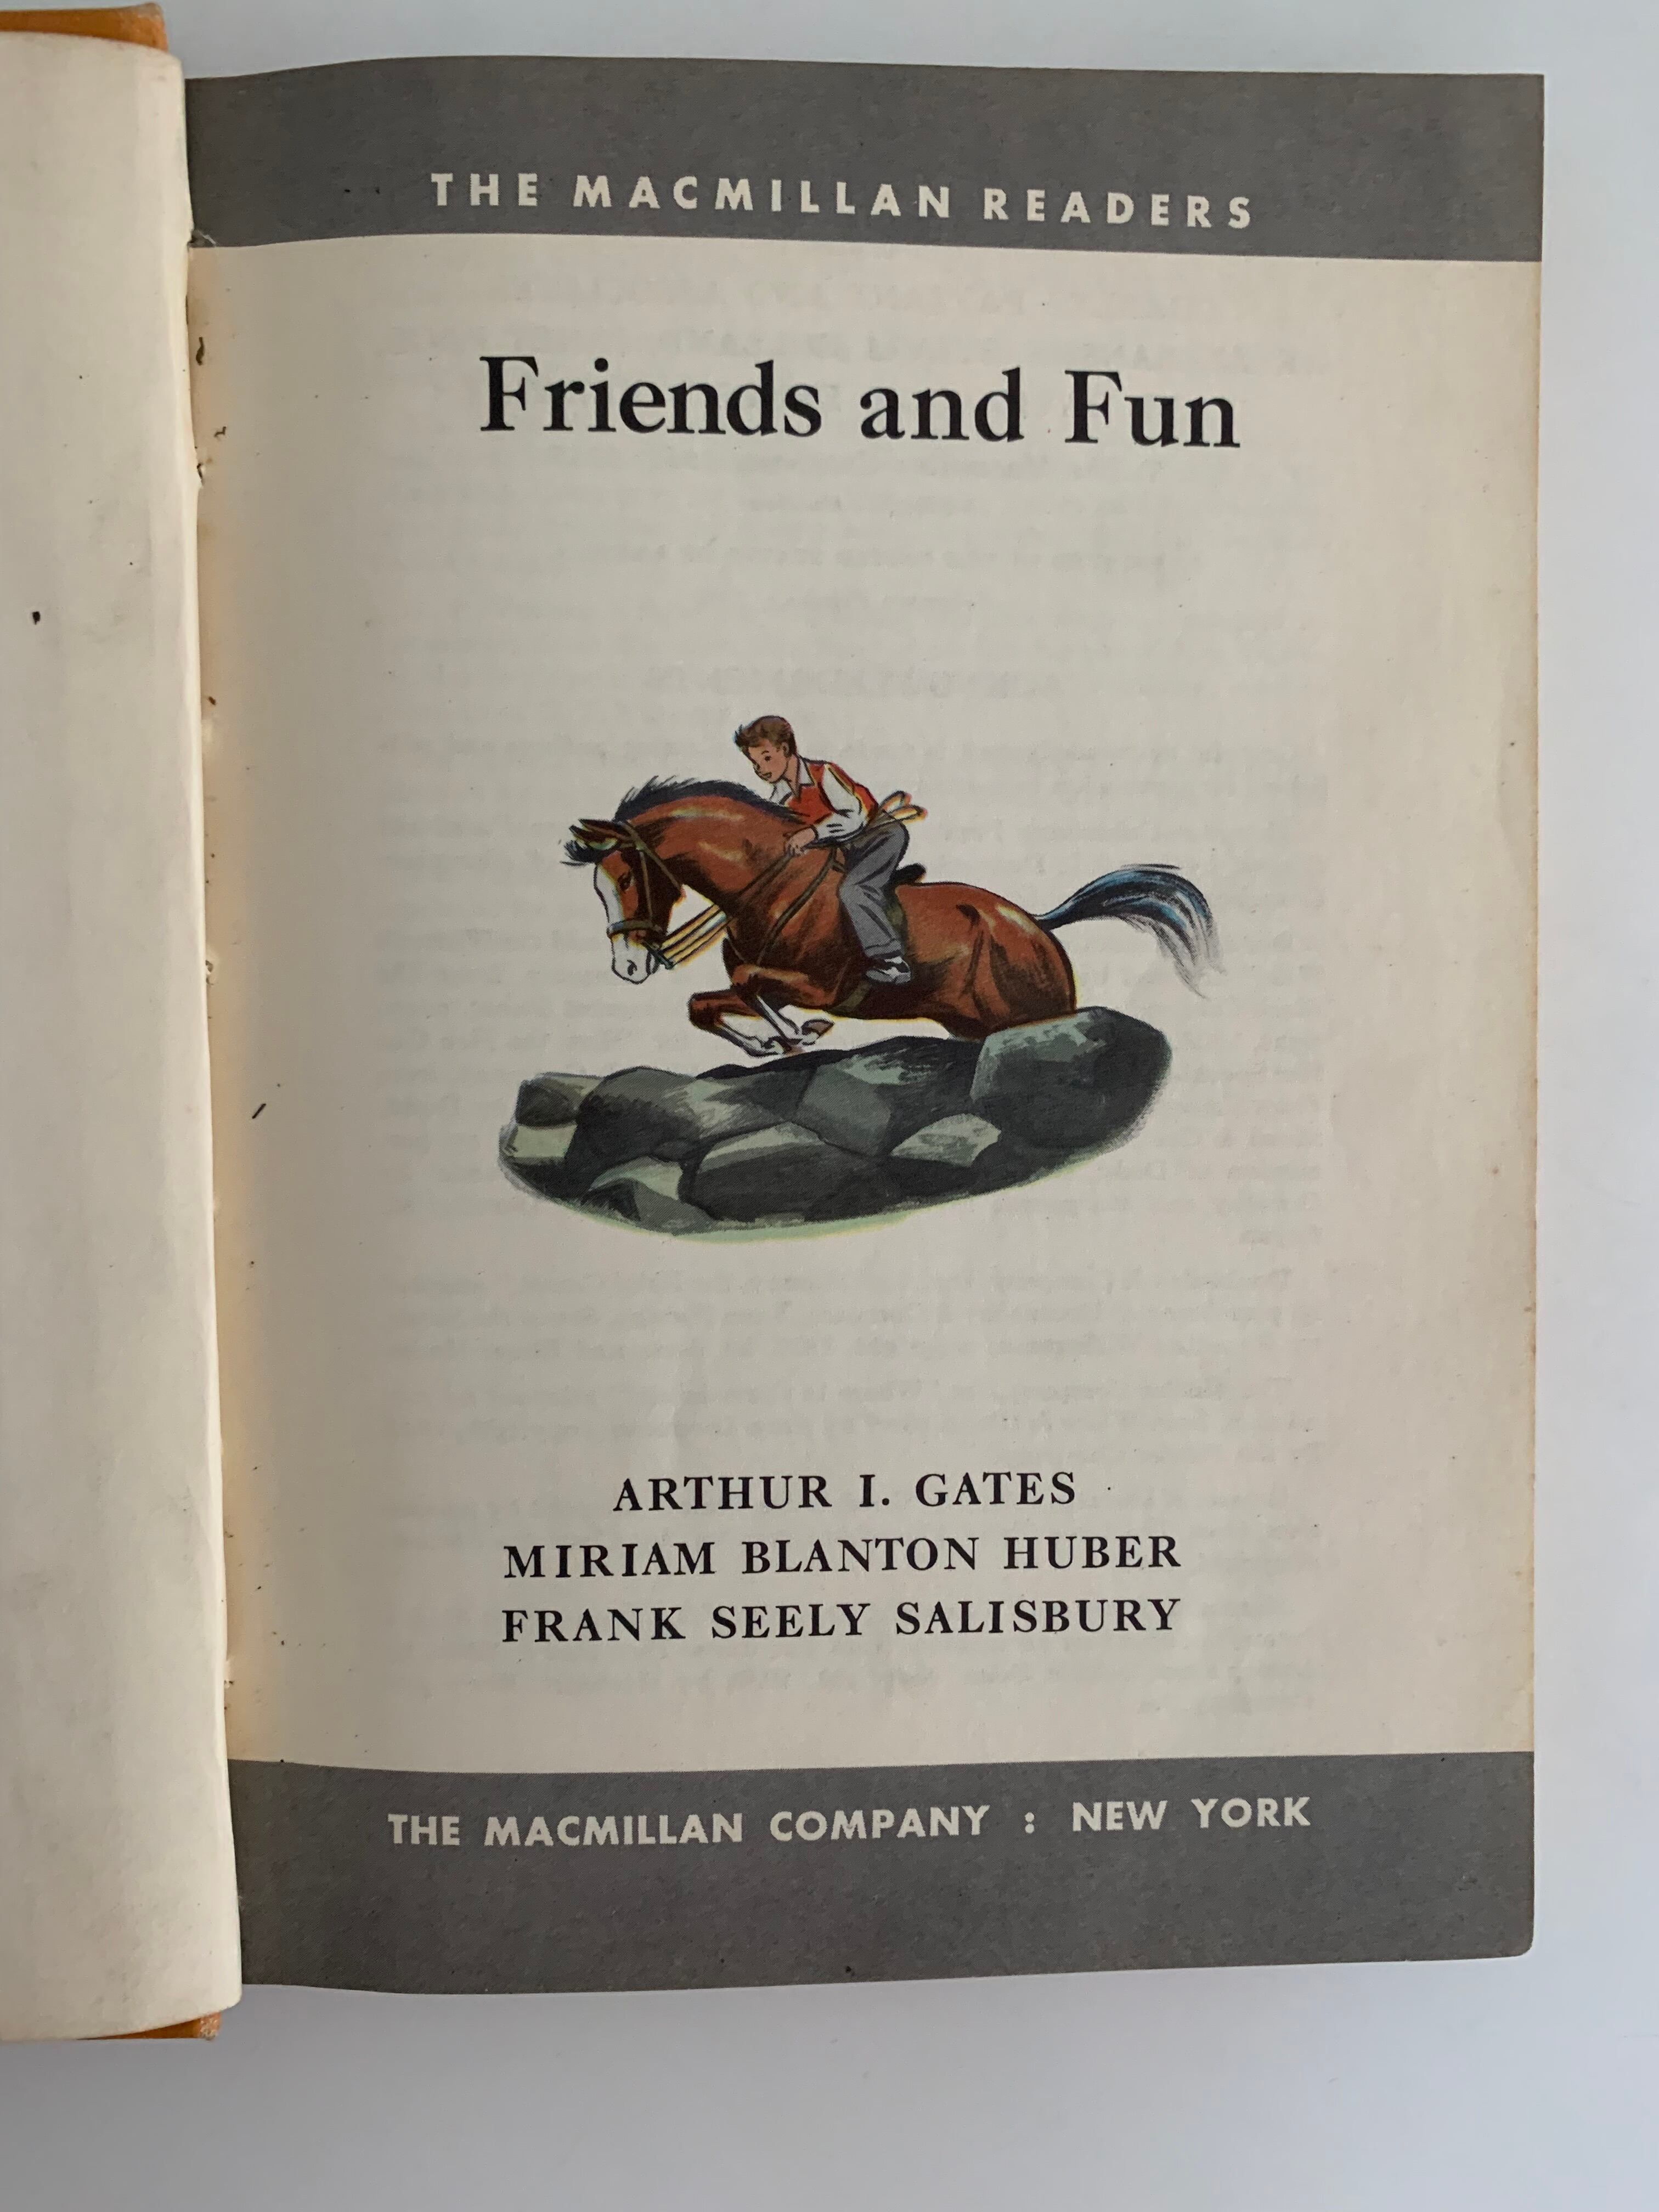 THE MACMILLAN READERS
Friends and Fun
ARTHUR I. GATES
MIRIAM BLANTON HUBER
FRANK SEELY SALISBURY
THE MACMILLAN COMPANY : NEW YORK